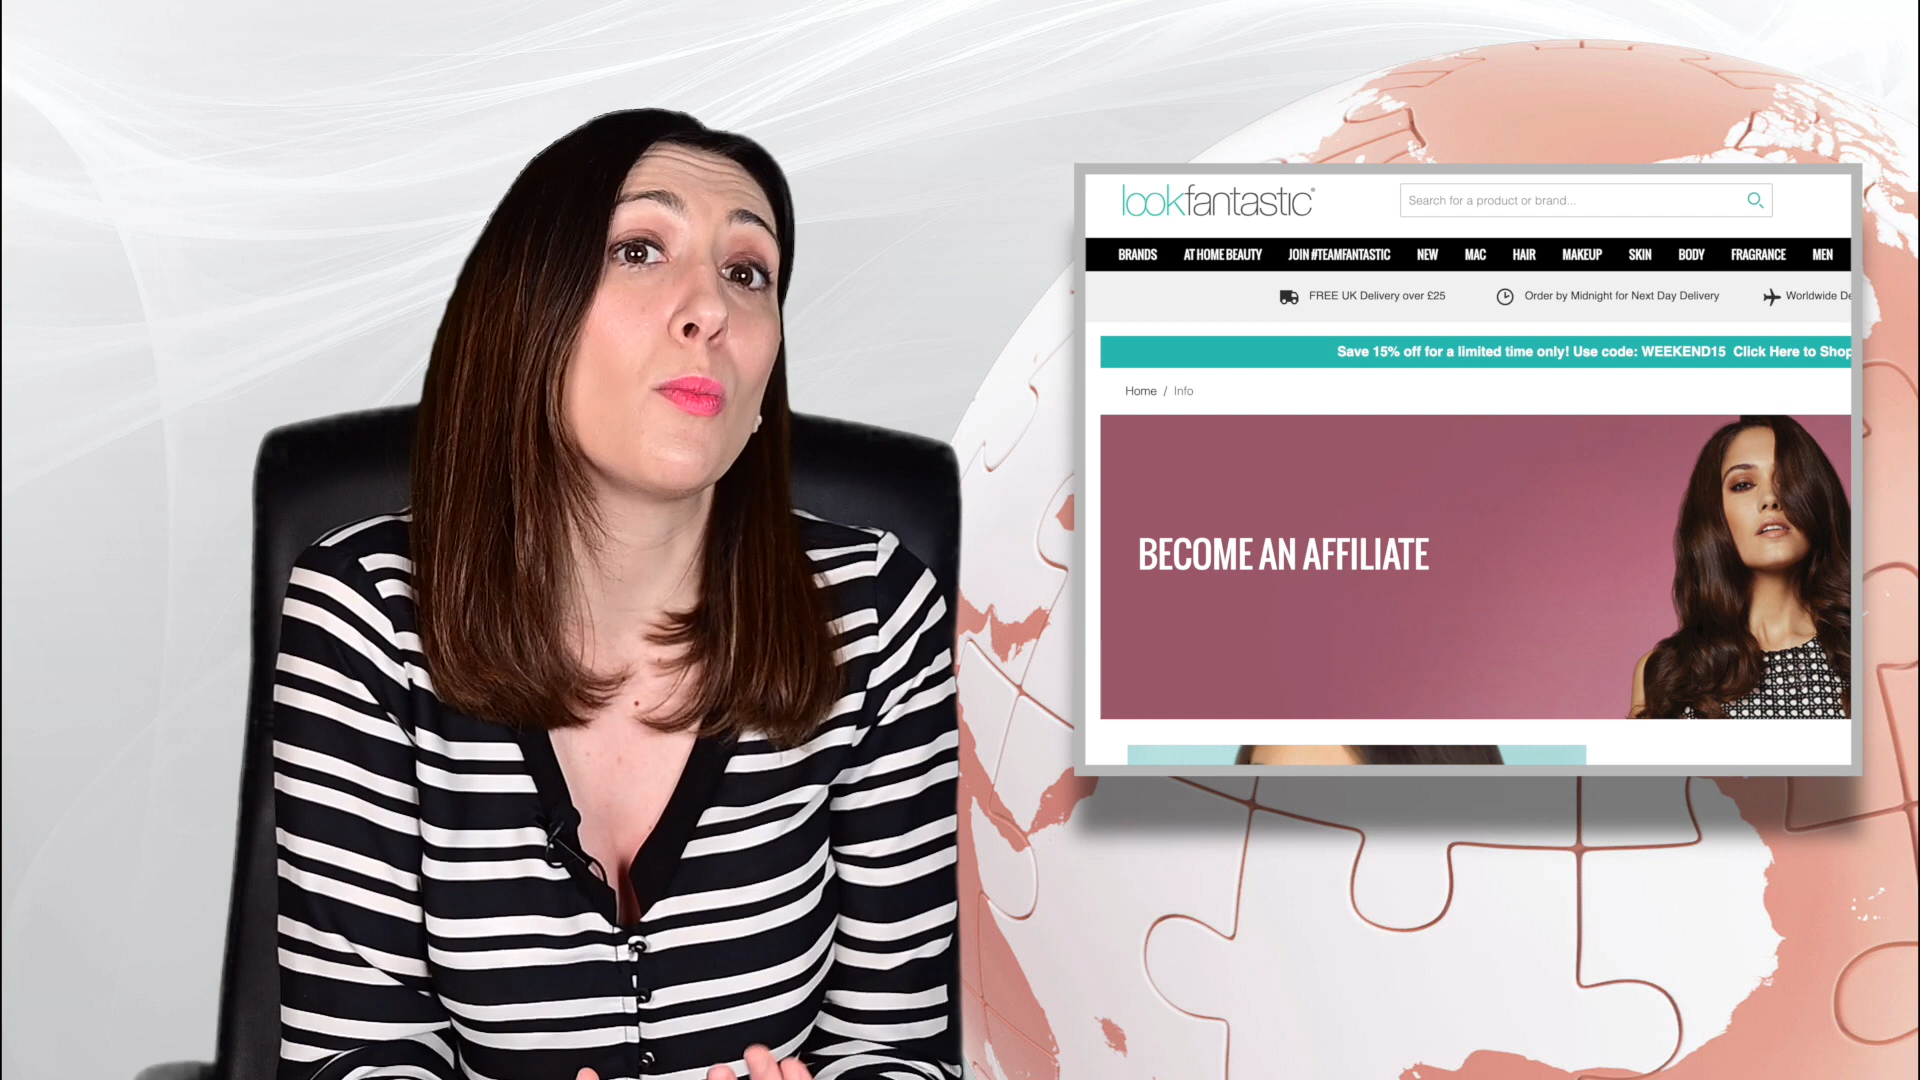 lookfantastic®
Search for a product or brand...
BRANDS AT HOME BEAUTY JOIN #TEAMFANTASTIC NEW MAC HAIR MAKEUP SKIN BODY FRAGRANCE MEN
FREE UK Delivery over £25 Order by Midnight for Next Day Delivery Worldwide De
Save 15% off for a limited time only! Use code: WEEKEND15 Click Here to Shop
Home / Info
BECOME AN AFFILIATE